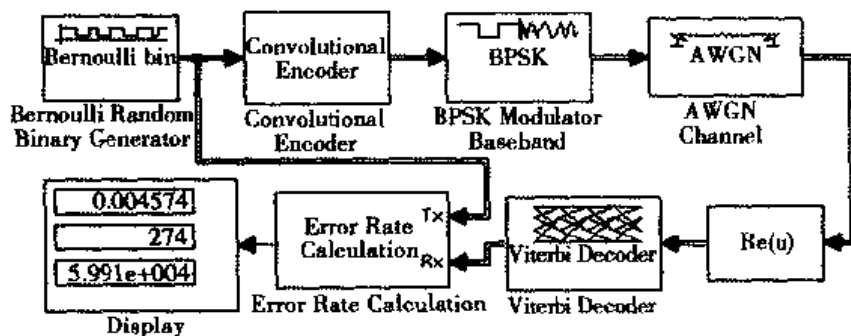 Bernoulli bin
Bernoulli Random
Binary Generator
Convolutional
Encoder
Convolutional
Encoder
BPSK
BPSK Modulator
Baseband
AWGN
AWGN
Channel
0.004574
274
5.991e+004
Display
Error Rate
Calculation
Tx
Rx
Error Rate Calculation
Viterbi Decoder
Viterbi Decoder
Re(u)